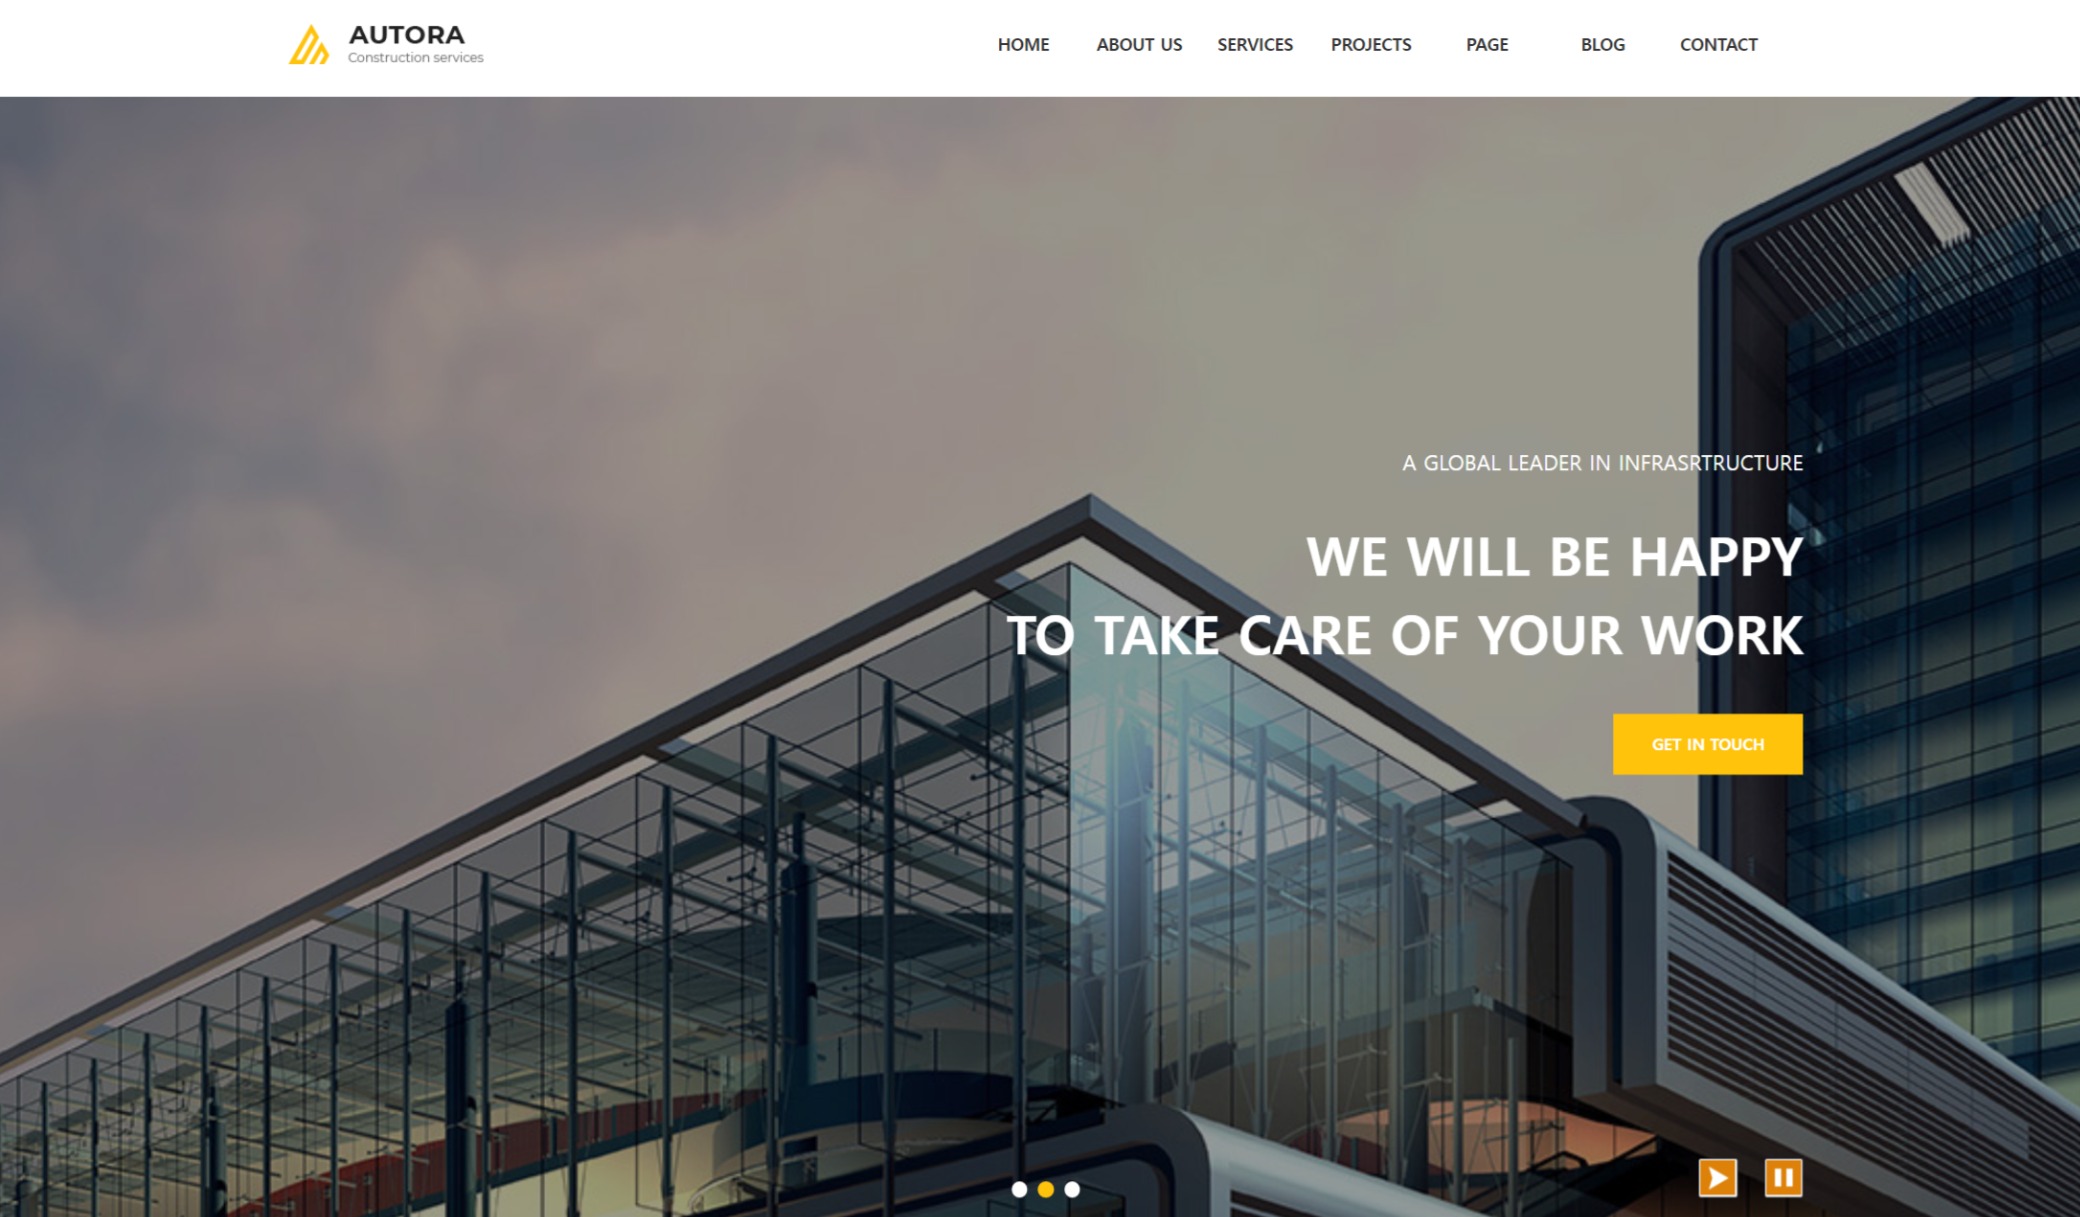 AUTORA
Construction services
HOME ABOUT US SERVICES PROJECTS PAGE BLOG CONTACT
A GLOBAL LEADER IN INFRASRTRUCTURE
WE WILL BE HAPPY
TO TAKE CARE OF YOUR WORK
GET IN TOUCH